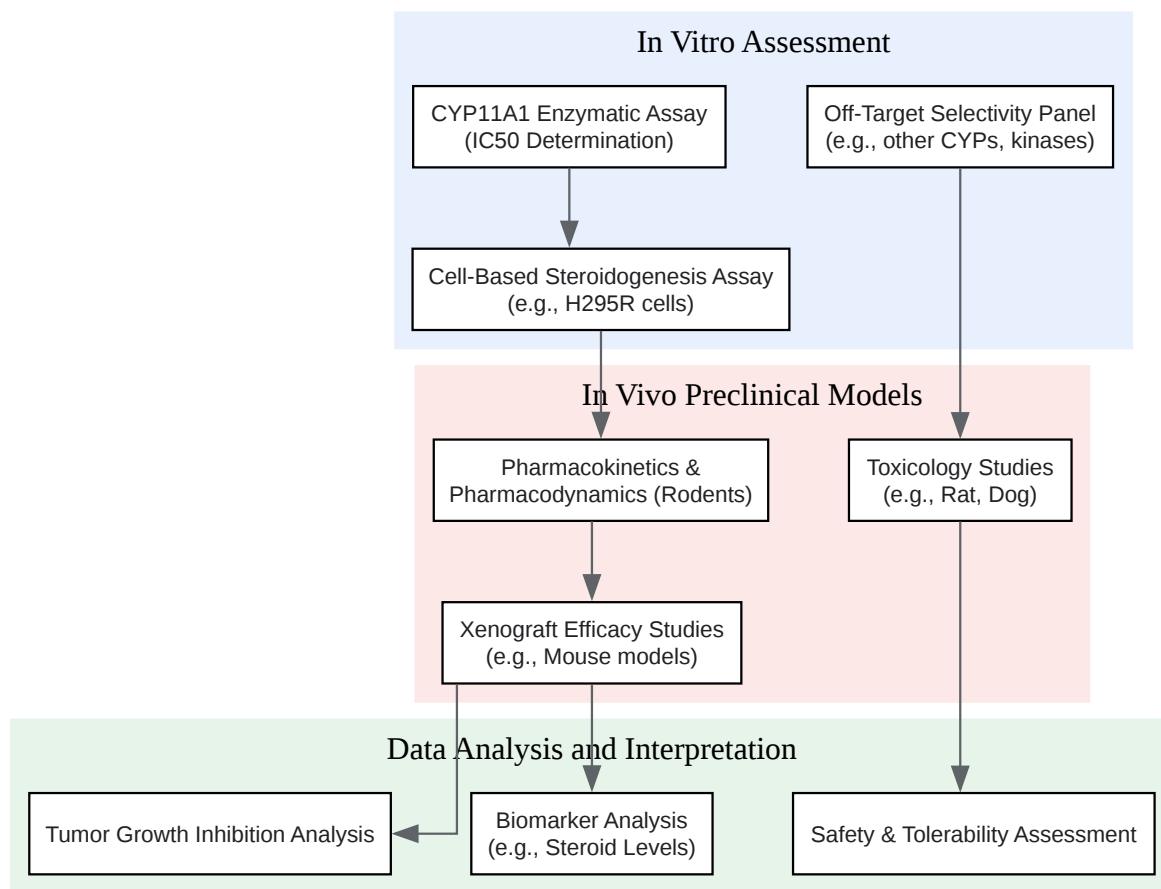 In Vitro Assessment
CYP11A1 Enzymatic Assay
(IC50 Determination)
Off-Target Selectivity Panel
(e.g., other CYPs, kinases)
Cell-Based Steroidogenesis Assay
(e.g., H295R cells)
In Vivo Preclinical Models
Pharmacokinetics &
Pharmacodynamics (Rodents)
Toxicology Studies
(e.g., Rat, Dog)
Xenograft Efficacy Studies
(e.g., Mouse models)
Data Analysis and Interpretation
Tumor Growth Inhibition Analysis
Biomarker Analysis
(e.g., Steroid Levels)
Safety & Tolerability Assessment